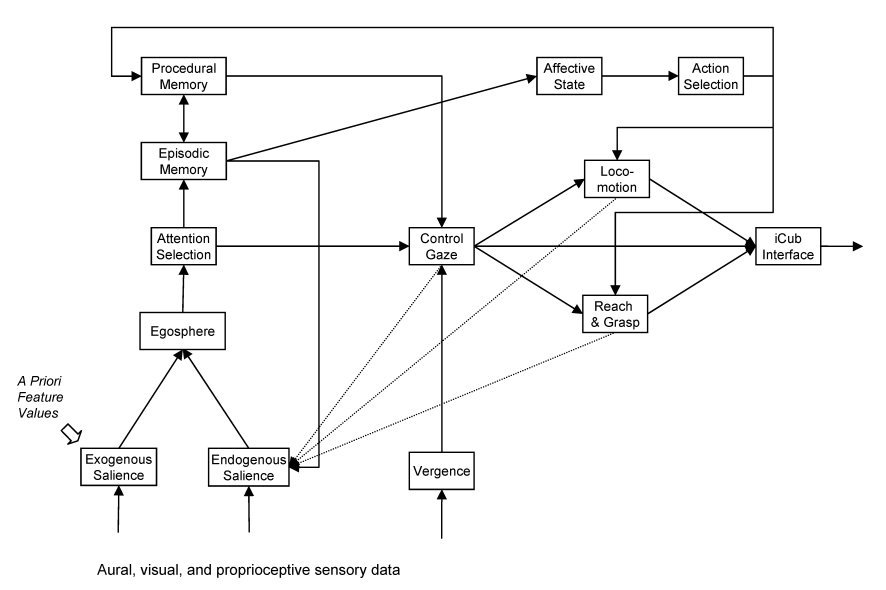 Procedural
Memory
Affective
State
Action
Selection
Episodic
Memory
Loco-
motion
Attention
Selection
Control
Gaze
iCub
Interface
Reach
& Grasp
Egosphere
A Priori
Feature
Values
Exogenous
Salience
Endogenous
Salience
Vergence
Aural, visual, and proprioceptive sensory data